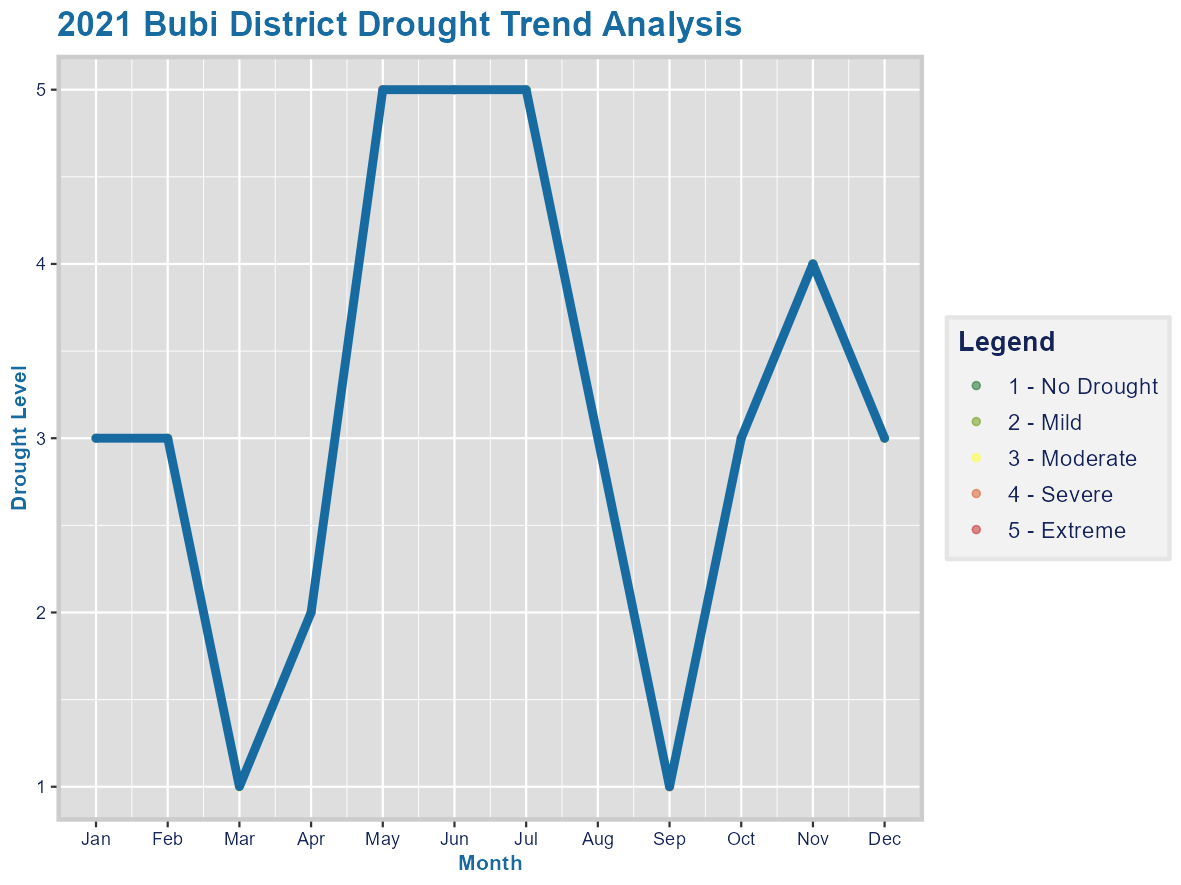 2021 Bubi District Drought Trend Analysis
Drought Level
5
4
3
2
1
Jan Feb Mar Apr May Jun Jul Aug Sep Oct Nov Dec
Month
Legend
1 - No Drought
2 - Mild
3 - Moderate
4 - Severe
5 - Extreme